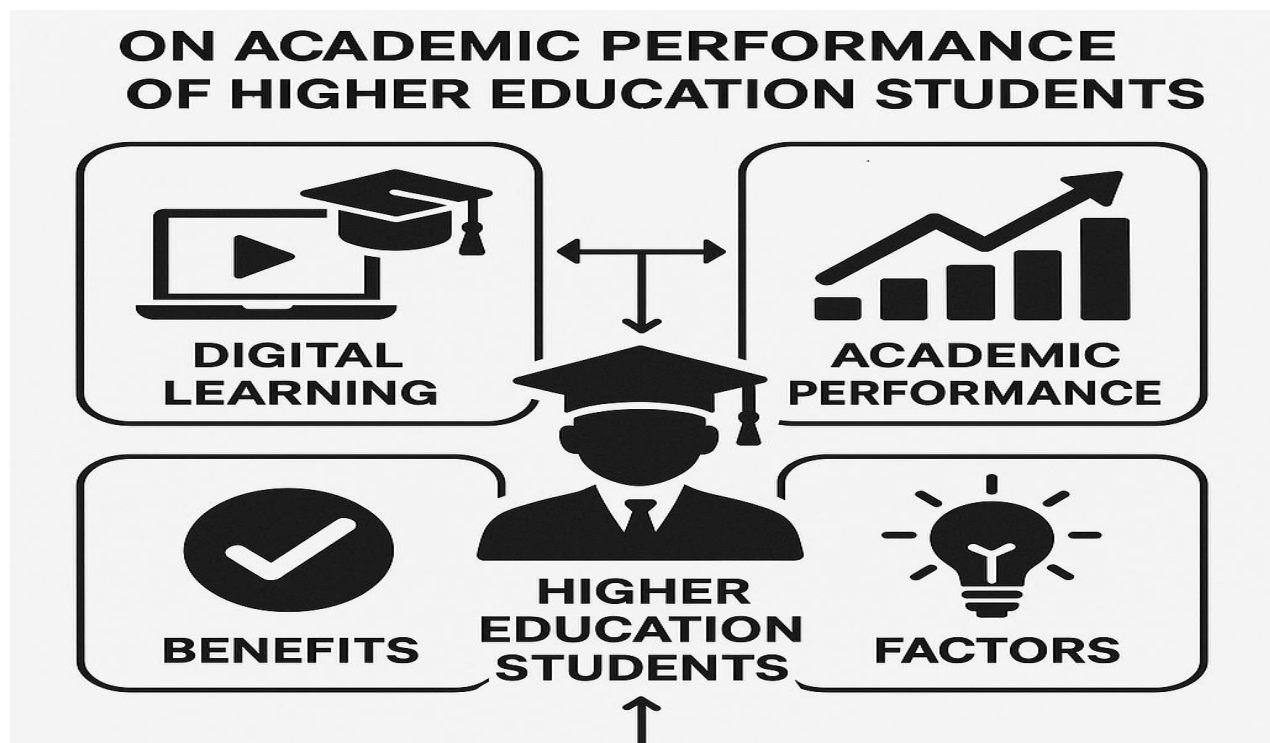 ON ACADEMIC PERFORMANCE
OF HIGHER EDUCATION STUDENTS
DIGITAL
LEARNING
ACADEMIC
PERFORMANCE
BENEFITS
HIGHER
EDUCATION
STUDENTS
FACTORS